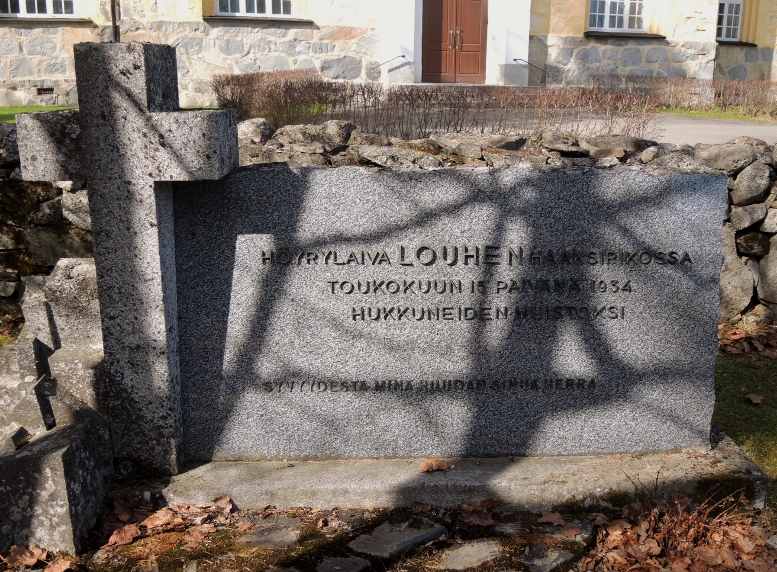 HÖYRYLAIVA LOUHEN HAAKSIRIKOSSA
TOUKOKUUN 15 PÄIVÄNÄ 1934
HUKKUNEIDEN MUISTOKSI
SYVYYDESTÄ MINÄ HUUDAN SINUA HERRA